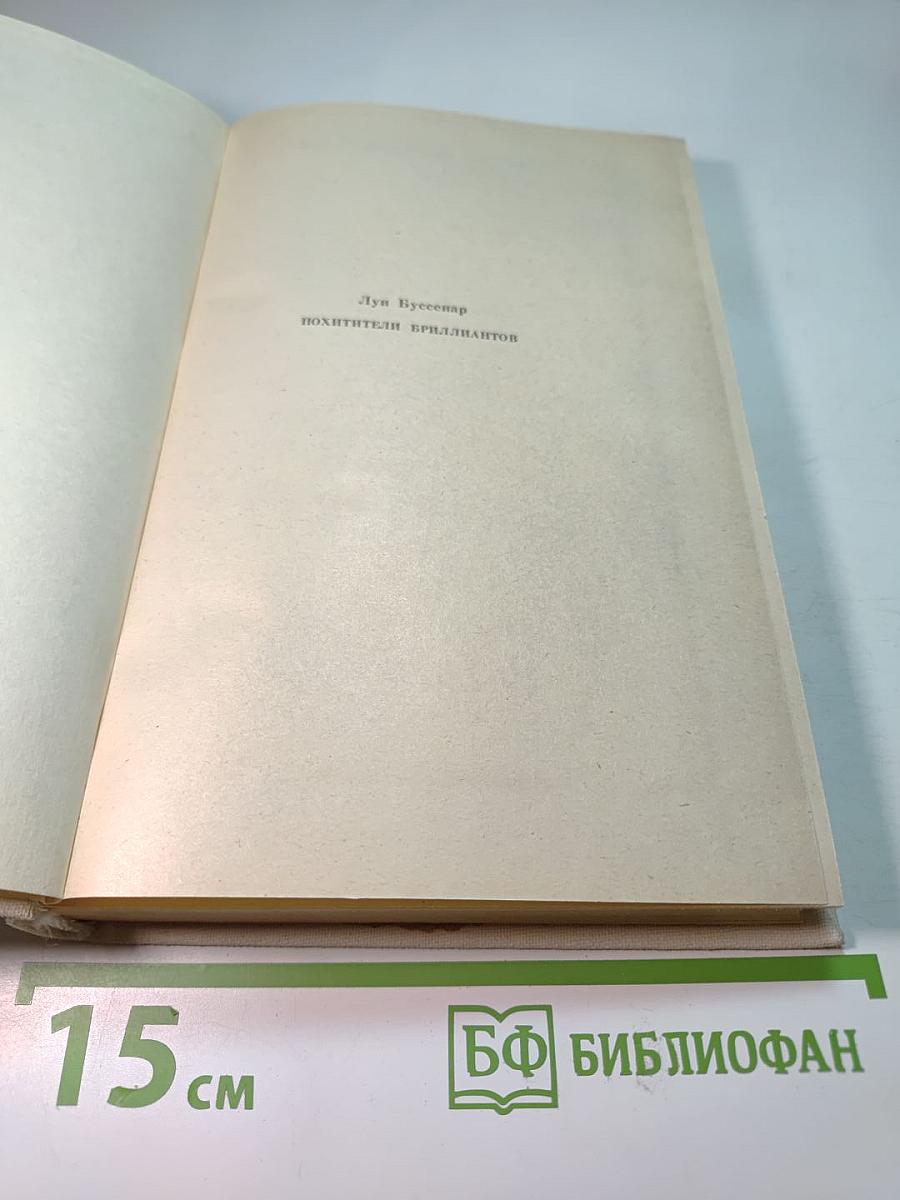 Луи Буссенар
ПОХИТИТЕЛИ БРИЛЛИАНТОВ
15 см
БФ БИБЛИОФАН